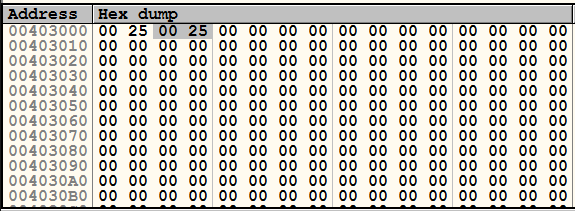 Address Hex dump
00403000 00 25 00 25 00 00 00 00 00 00 00 00 00 00 00 00
00403010 00 00 00 00 00 00 00 00 00 00 00 00 00 00 00 00
00403020 00 00 00 00 00 00 00 00 00 00 00 00 00 00 00 00
00403030 00 00 00 00 00 00 00 00 00 00 00 00 00 00 00 00
00403040 00 00 00 00 00 00 00 00 00 00 00 00 00 00 00 00
00403050 00 00 00 00 00 00 00 00 00 00 00 00 00 00 00 00
00403060 00 00 00 00 00 00 00 00 00 00 00 00 00 00 00 00
00403070 00 00 00 00 00 00 00 00 00 00 00 00 00 00 00 00
00403080 00 00 00 00 00 00 00 00 00 00 00 00 00 00 00 00
00403090 00 00 00 00 00 00 00 00 00 00 00 00 00 00 00 00
004030A0 00 00 00 00 00 00 00 00 00 00 00 00 00 00 00 00
004030B0 00 00 00 00 00 00 00 00 00 00 00 00 00 00 00 00